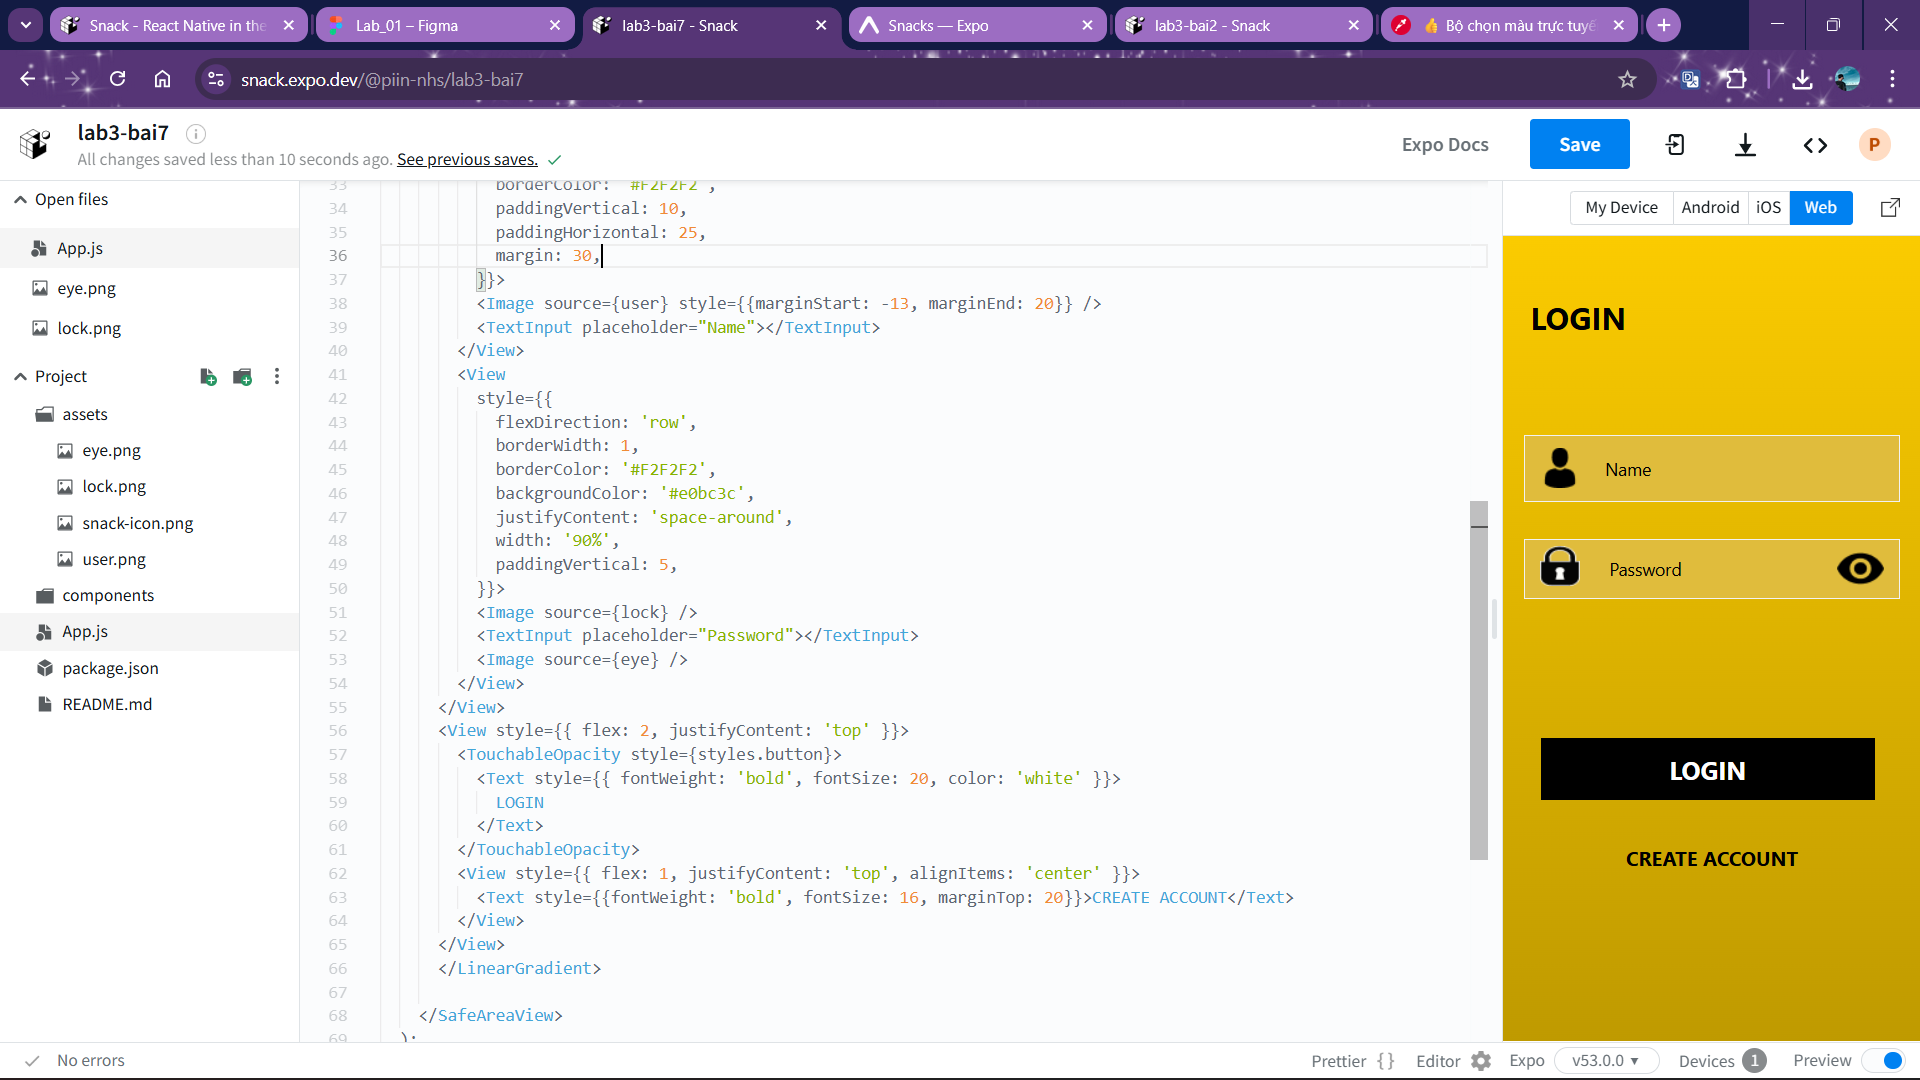 Snack - React Native in the
Lab_01 – Figma
lab3-bai7 - Snack
Snacks — Expo
lab3-bai2 - Snack
👍 Bộ chọn màu trực tuyế
snack.expo.dev/@piin-nhs/lab3-bai7
lab3-bai7
All changes saved less than 10 seconds ago. See previous saves.
Expo Docs
Save
P
Open files
App.js
eye.png
lock.png
Project
assets
eye.png
lock.png
snack-icon.png
user.png
components
App.js
package.json
README.md
33 borderColor: '#F2F2F2',
34 paddingVertical: 10,
35 paddingHorizontal: 25,
36 margin: 30,
37 }}>
38 <Image source={user} style={{marginStart: -13, marginEnd: 20}} />
39 <TextInput placeholder="Name"></TextInput>
40 </View>
41 <View
42 style={{
43 flexDirection: 'row',
44 borderWidth: 1,
45 borderColor: '#F2F2F2',
46 backgroundColor: '#e0bc3c',
47 justifyContent: 'space-around',
48 width: '90%',
49 paddingVertical: 5,
50 }}>
51 <Image source={lock} />
52 <TextInput placeholder="Password"></TextInput>
53 <Image source={eye} />
54 </View>
55 </View>
56 <View style={{ flex: 2, justifyContent: 'top' }}>
57 <TouchableOpacity style={styles.button}>
58 <Text style={{ fontWeight: 'bold', fontSize: 20, color: 'white' }}>
59 LOGIN
60 </Text>
61 </TouchableOpacity>
62 <View style={{ flex: 1, justifyContent: 'top', alignItems: 'center' }}>
63 <Text style={{fontWeight: 'bold', fontSize: 16, marginTop: 20}}>CREATE ACCOUNT</Text>
64 </View>
65 </View>
66 </LinearGradient>
67
68 </SafeAreaView>
69 );
My Device
Android
iOS
Web
LOGIN
Name
Password
LOGIN
CREATE ACCOUNT
No errors
Prettier { }
Editor
Expo
v53.0.0
Devices 1
Preview